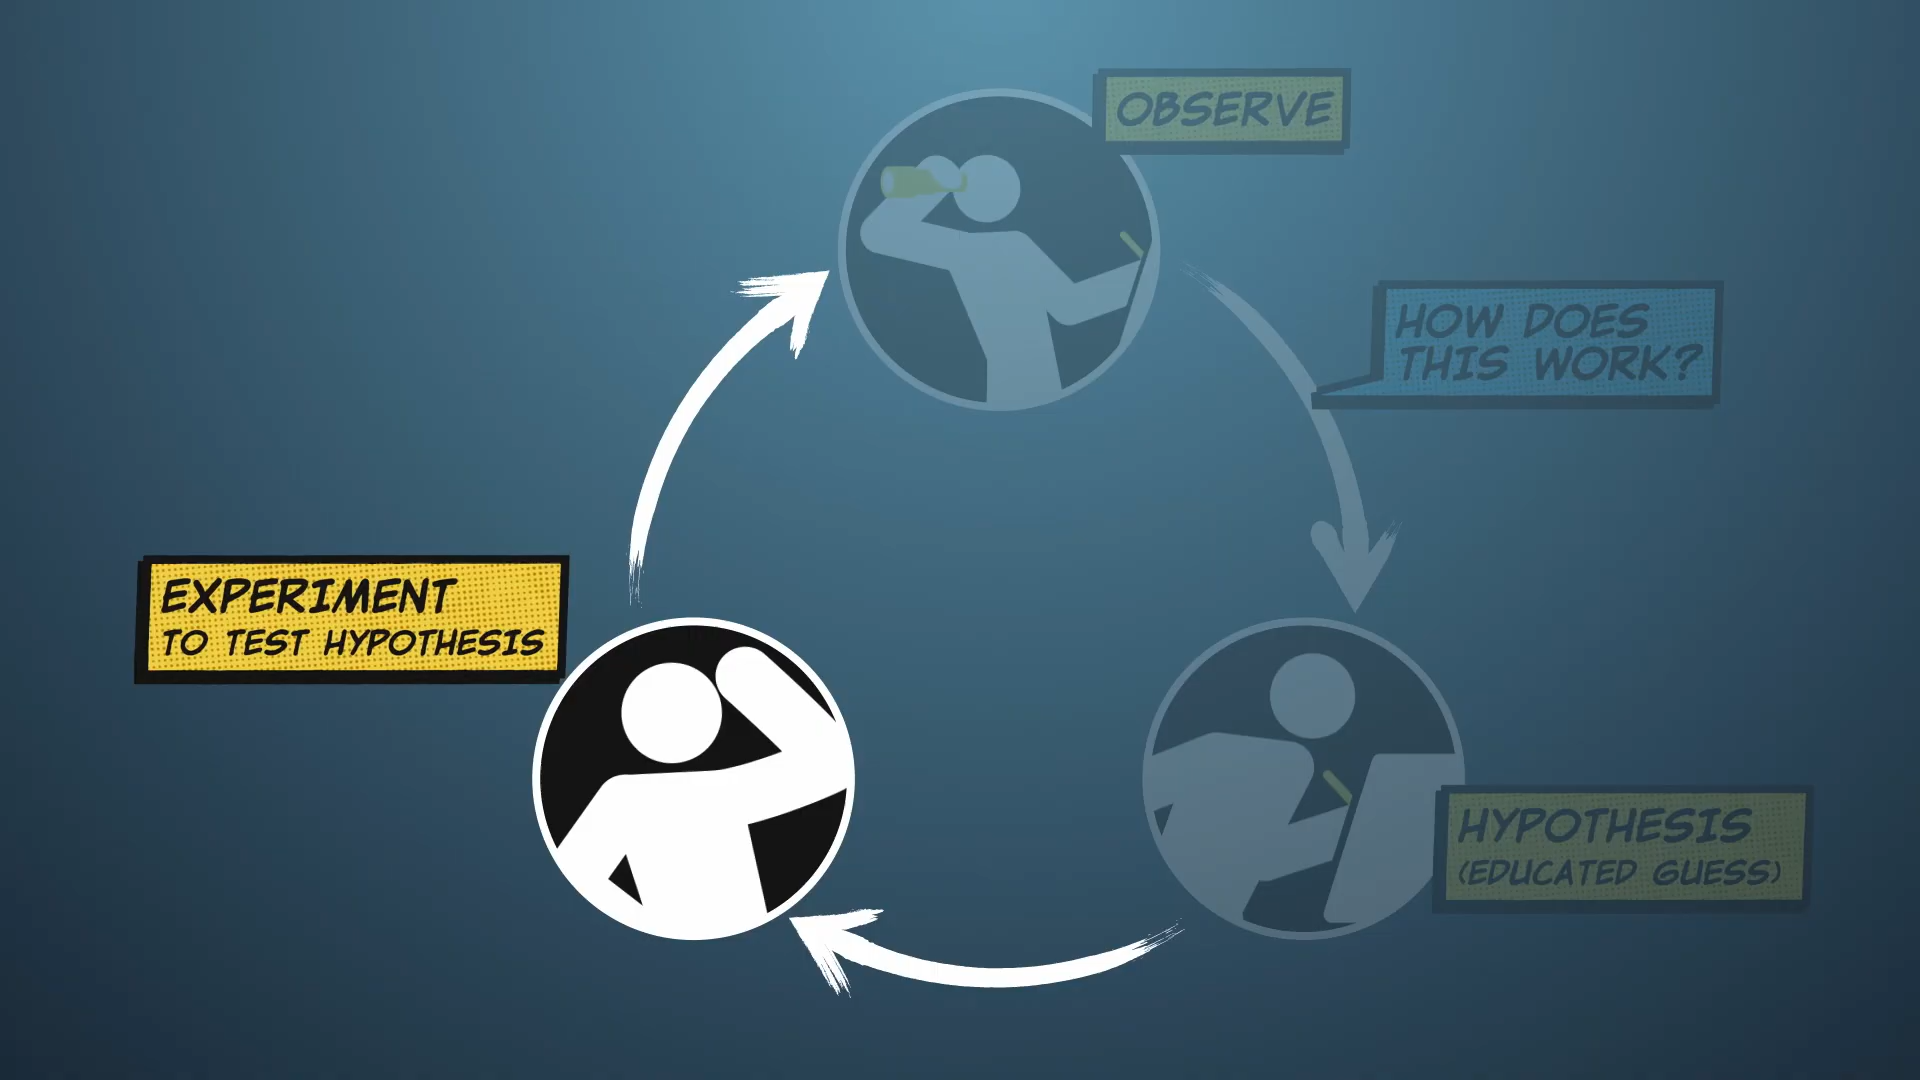 OBSERVE
HOW DOES
THIS WORK?
EXPERIMENT
TO TEST HYPOTHESIS
HYPOTHESIS
(EDUCATED GUESS)